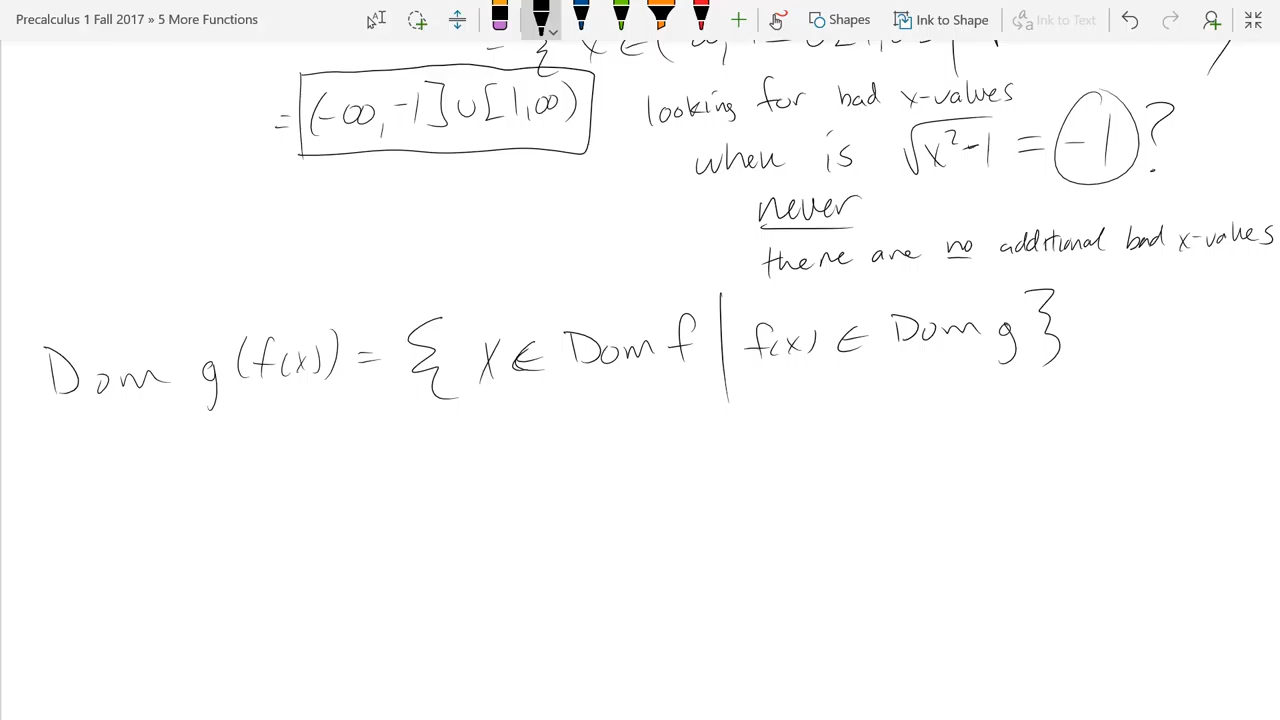 Precalculus 1 Fall 2017 » 5 More Functions
Shapes
Ink to Shape
Ink to Text
= { x ∈ (
= (-∞, -1] ∪ [1, ∞)
looking for bad x-values
when is √x²-1 = -1 ?
never
there are no additional bad x-values
Dom g(f(x)) = { x ∈ Dom f | f(x) ∈ Dom g }